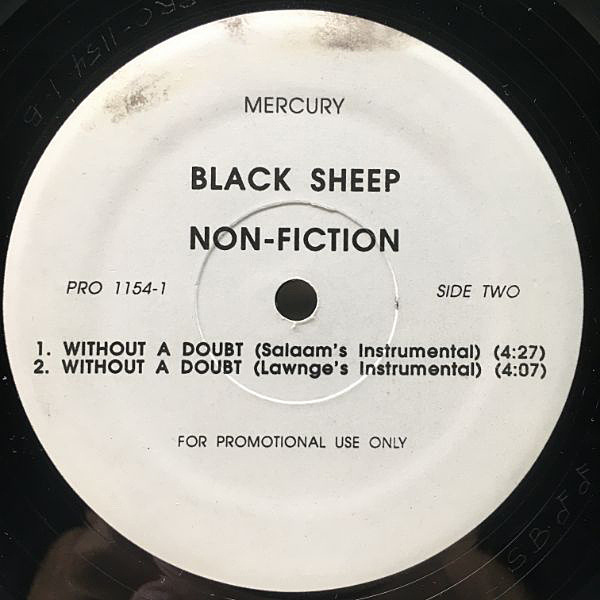 MERCURY
BLACK SHEEP
NON-FICTION
PRO 1154-1
SIDE TWO
1. WITHOUT A DOUBT (Salaam's Instrumental) (4:27)
2. WITHOUT A DOUBT (Lawnge's Instrumental) (4:07)
FOR PROMOTIONAL USE ONLY